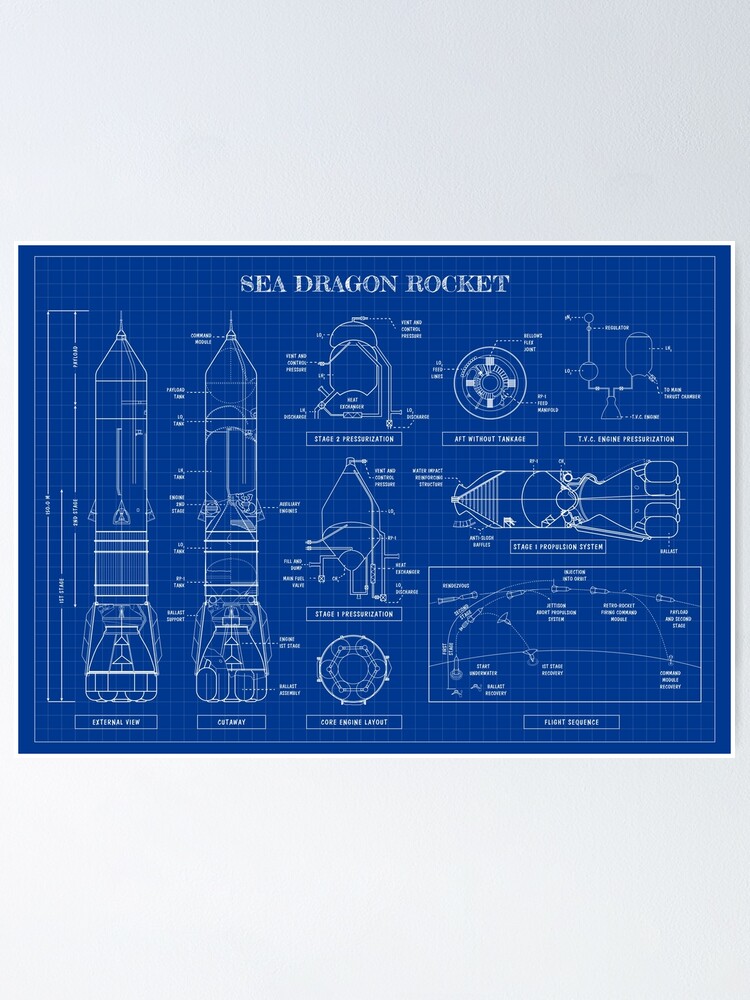 SEA DRAGON ROCKET
150.0 M
PAYLOAD
2ND STAGE
1ST STAGE
EXTERNAL VIEW
COMMAND
MODULE
PAYLOAD
TANK
LO₂
TANK
LH₂
TANK
ENGINE
2ND
STAGE
AUXILIARY
ENGINES
LO₂
TANK
RP-1
TANK
BALLAST
SUPPORT
ENGINE
1ST STAGE
BALLAST
ASSEMBLY
CUTAWAY
LO₂
VENT AND
CONTROL
PRESSURE
VENT AND
CONTROL
PRESSURE
LH₂
HEAT
EXCHANGER
LH₂
DISCHARGE
LO₂
DISCHARGE
STAGE 2 PRESSURIZATION
VENT AND
CONTROL
PRESSURE
LO₂
RP-1
FILL AND
DUMP
MAIN FUEL
VALVE
CH₄
HEAT
EXCHANGER
LO₂
DISCHARGE
STAGE 1 PRESSURIZATION
CORE ENGINE LAYOUT
BELLOWS
FLEX
JOINT
LO₂
FEED
LINES
RP-1
FEED
MANIFOLD
AFT WITHOUT TANKAGE
REGULATOR
LO₂
LH₂
TO MAIN
THRUST CHAMBER
T.V.C. ENGINE
T.V.C. ENGINE PRESSURIZATION
WATER IMPACT
REINFORCING
STRUCTURE
RP-1
CH₄
ANTI-SLOSH
BAFFLES
BALLAST
STAGE 1 PROPULSION SYSTEM
RENDEZVOUS
INJECTION
INTO ORBIT
SECOND
STAGE
JETTISON
ABORT PROPULSION
SYSTEM
RETRO-ROCKET
FIRING COMMAND
MODULE
PAYLOAD
AND SECOND
STAGE
FIRST
STAGE
START
UNDERWATER
1ST STAGE
RECOVERY
BALLAST
RECOVERY
COMMAND
MODULE
RECOVERY
FLIGHT SEQUENCE